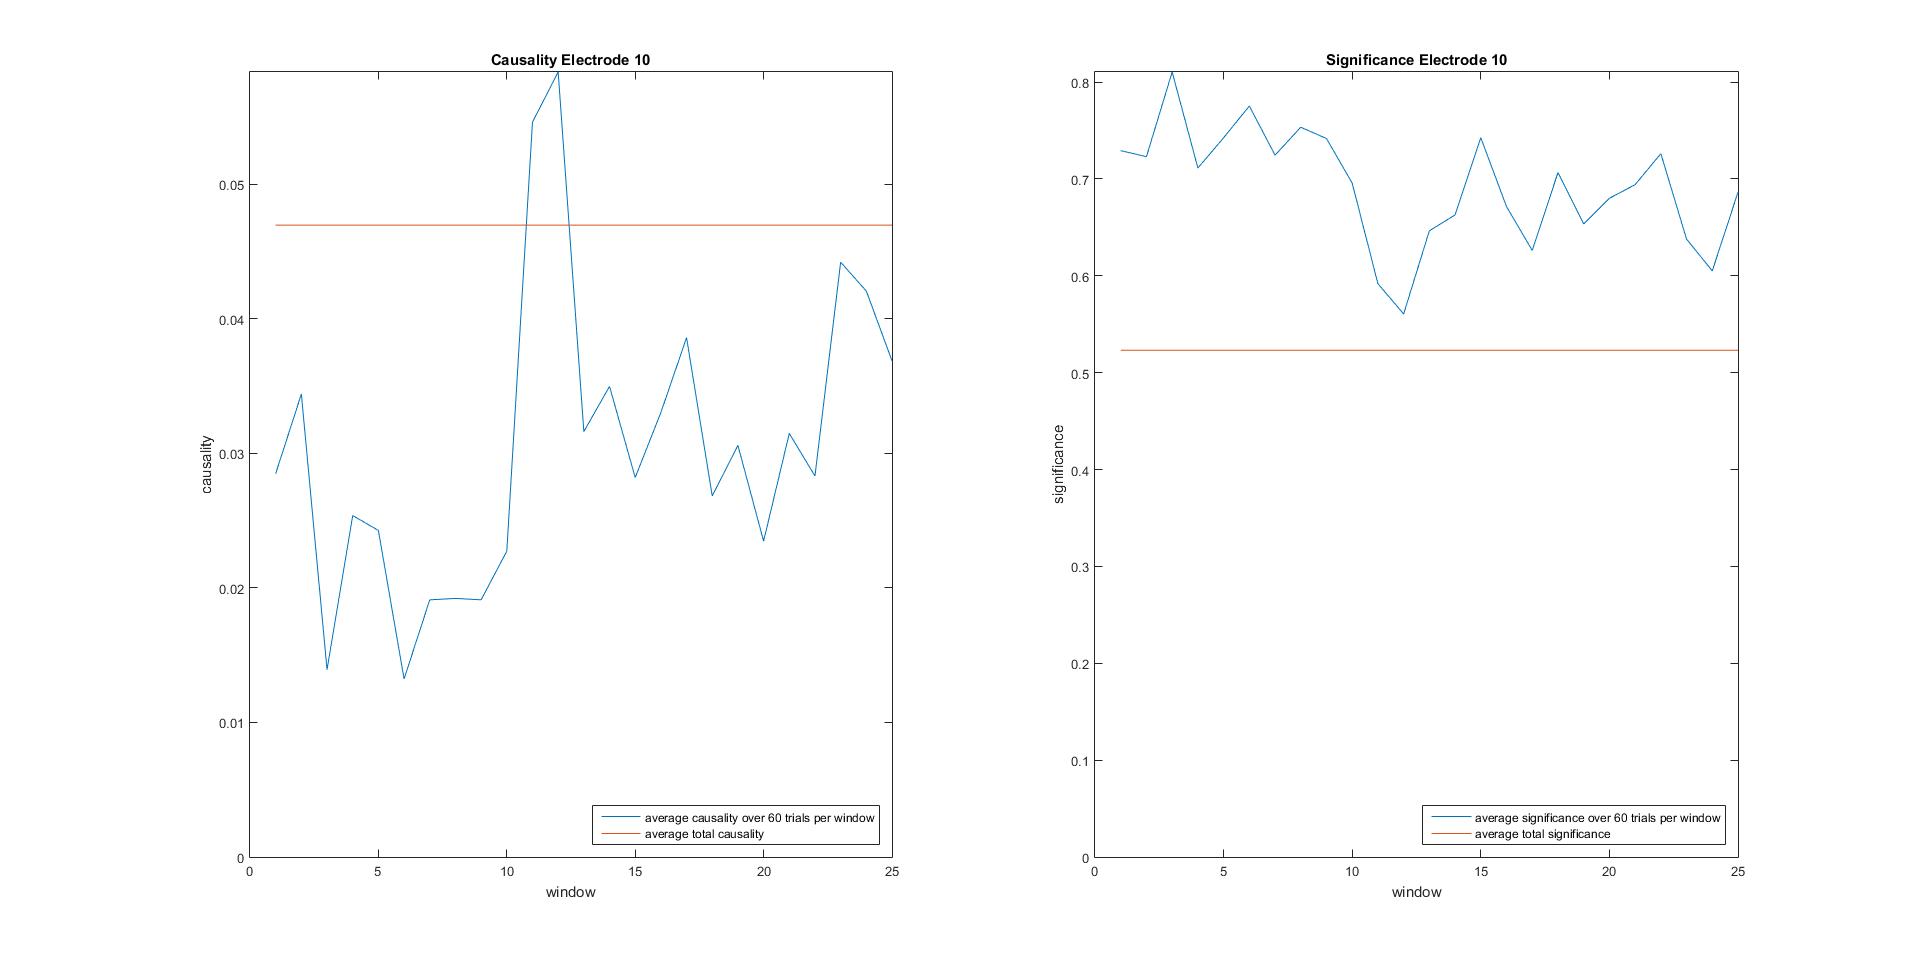 Causality Electrode 10
causality
0.05
0.04
0.03
0.02
0.01
0
0 5 10 15 20 25
window
average causality over 60 trials per window
average total causality
Significance Electrode 10
significance
0.8
0.7
0.6
0.5
0.4
0.3
0.2
0.1
0
0 5 10 15 20 25
window
average significance over 60 trials per window
average total significance